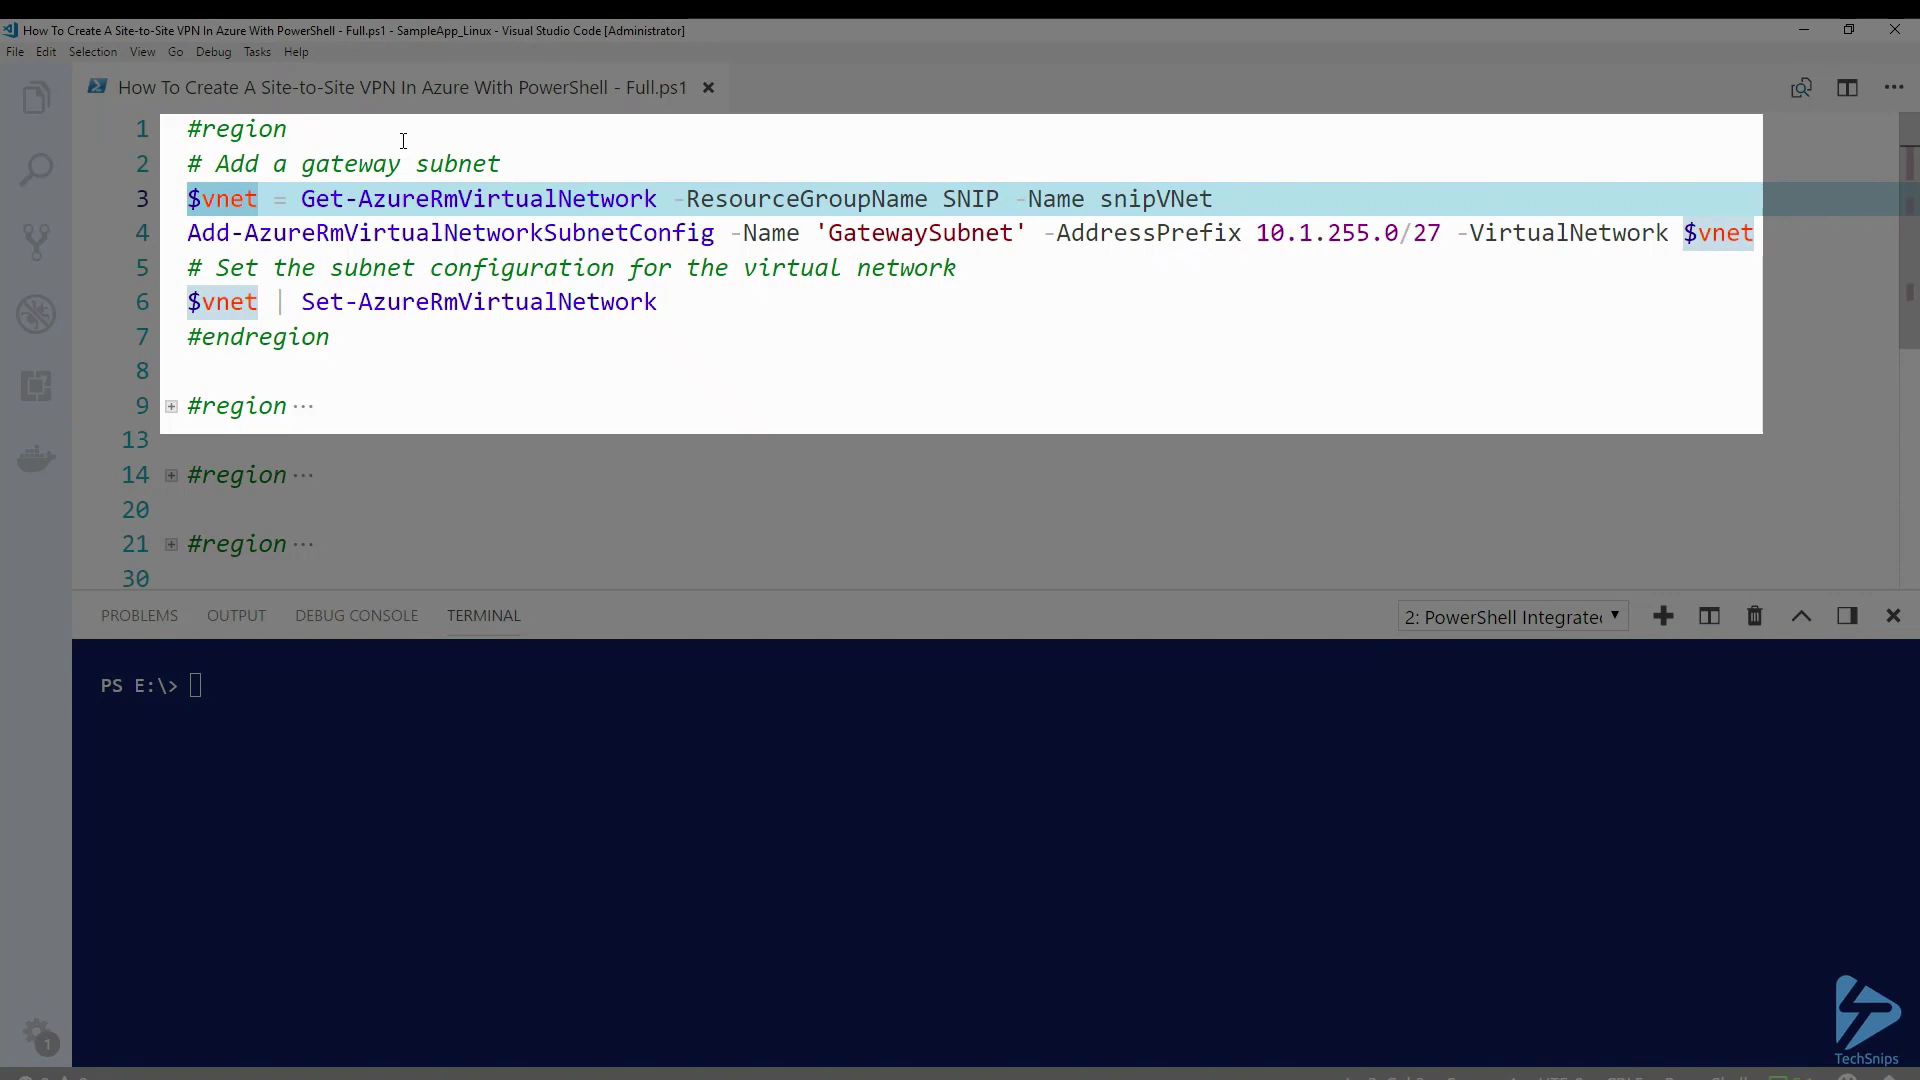 How To Create A Site-to-Site VPN In Azure With PowerShell - Full.ps1 - SampleApp_Linux - Visual Studio Code [Administrator]
File Edit Selection View Go Debug Tasks Help
How To Create A Site-to-Site VPN In Azure With PowerShell - Full.ps1
1 #region
2 # Add a gateway subnet
3 $vnet = Get-AzureRmVirtualNetwork -ResourceGroupName SNIP -Name snipVNet
4 Add-AzureRmVirtualNetworkSubnetConfig -Name 'GatewaySubnet' -AddressPrefix 10.1.255.0/27 -VirtualNetwork $vnet
5 # Set the subnet configuration for the virtual network
6 $vnet | Set-AzureRmVirtualNetwork
7 #endregion
8
9 #region ...
13
14 #region ...
20
21 #region ...
30
PROBLEMS OUTPUT DEBUG CONSOLE TERMINAL 2: PowerShell Integrate
PS E:\>
1
TechSnips